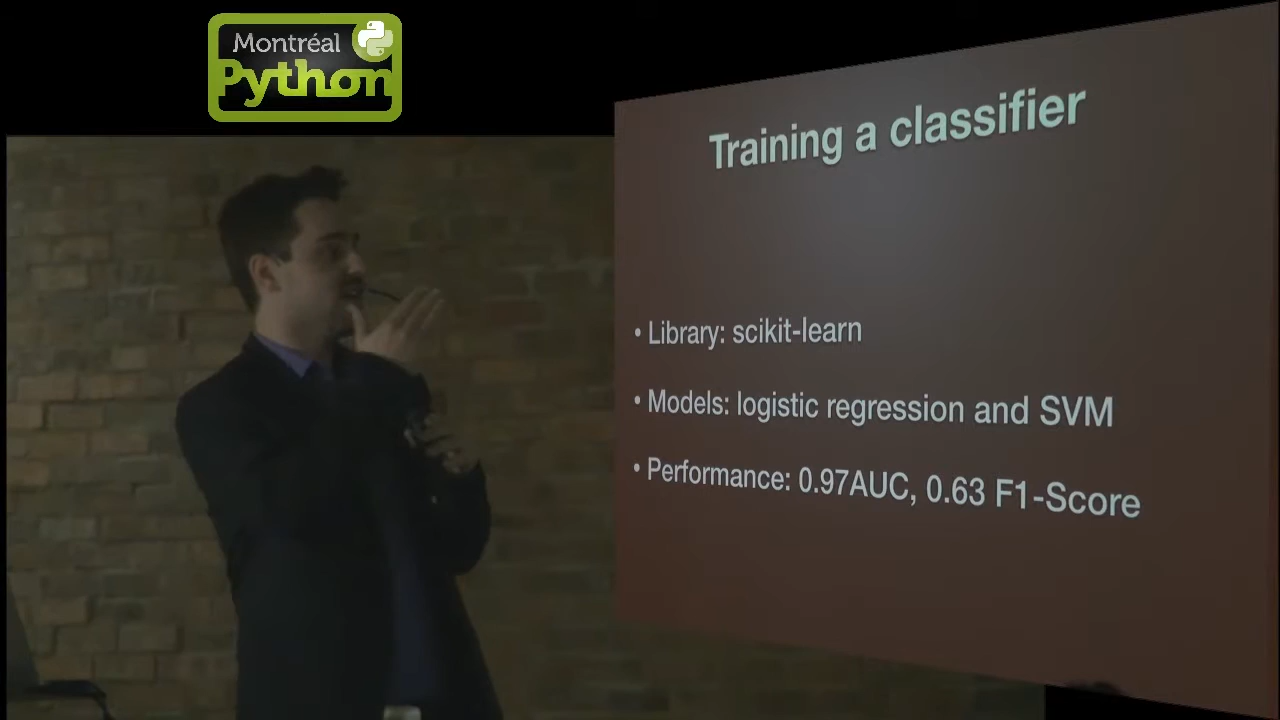 Montréal
Python
Training a classifier
• Library: scikit-learn
• Models: logistic regression and SVM
• Performance: 0.97AUC, 0.63 F1-Score